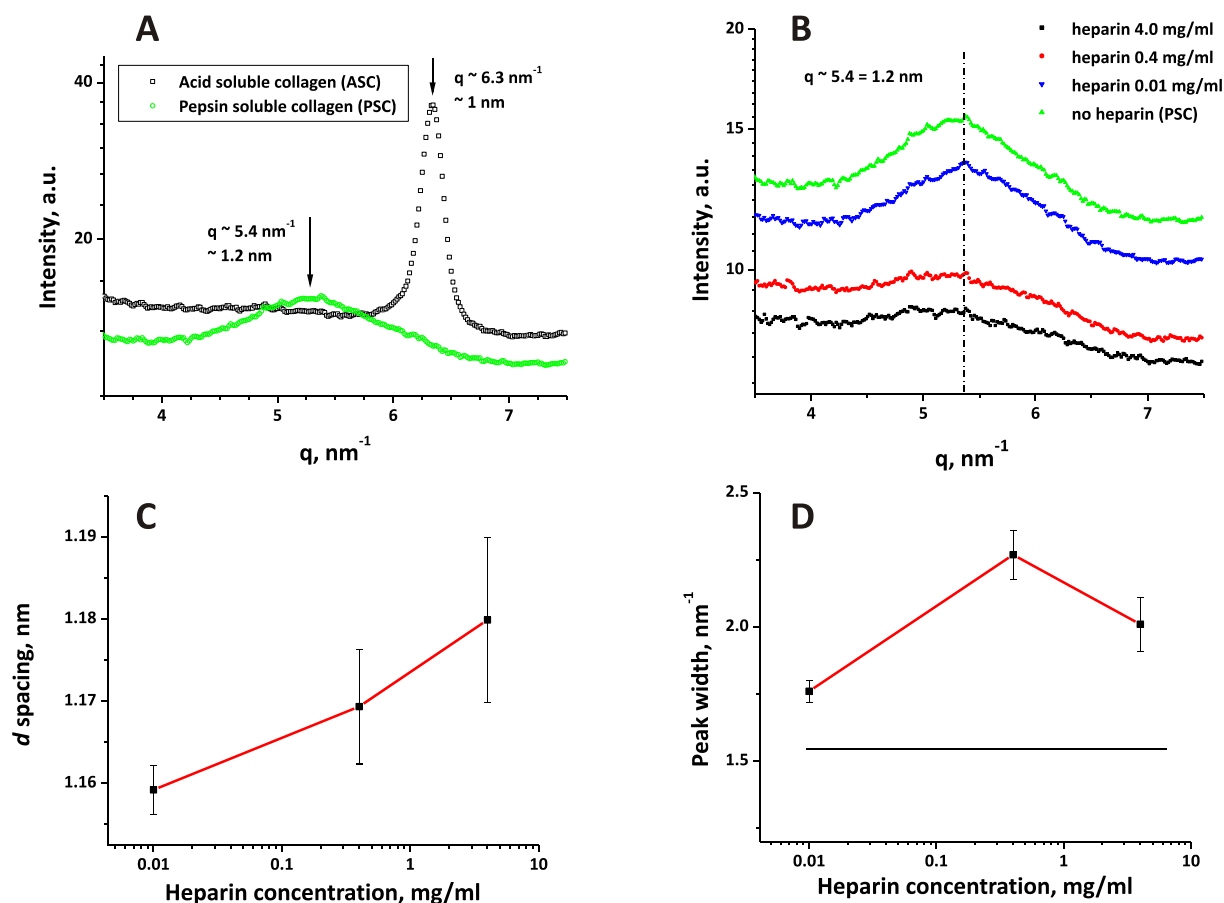 A
Acid soluble collagen (ASC)
Pepsin soluble collagen (PSC)
q ~ 6.3 nm⁻¹
~ 1 nm
q ~ 5.4 nm⁻¹
~ 1.2 nm
40
20
Intensity, a.u.
4
5
6
7
q, nm⁻¹
B
heparin 4.0 mg/ml
heparin 0.4 mg/ml
heparin 0.01 mg/ml
no heparin (PSC)
q ~ 5.4 = 1.2 nm
20
15
10
Intensity, a.u.
4
5
6
7
q, nm⁻¹
C
1.19
1.18
1.17
1.16
d spacing, nm
0.01
0.1
1
10
Heparin concentration, mg/ml
D
2.5
2.0
1.5
Peak width, nm⁻¹
0.01
0.1
1
10
Heparin concentration, mg/ml